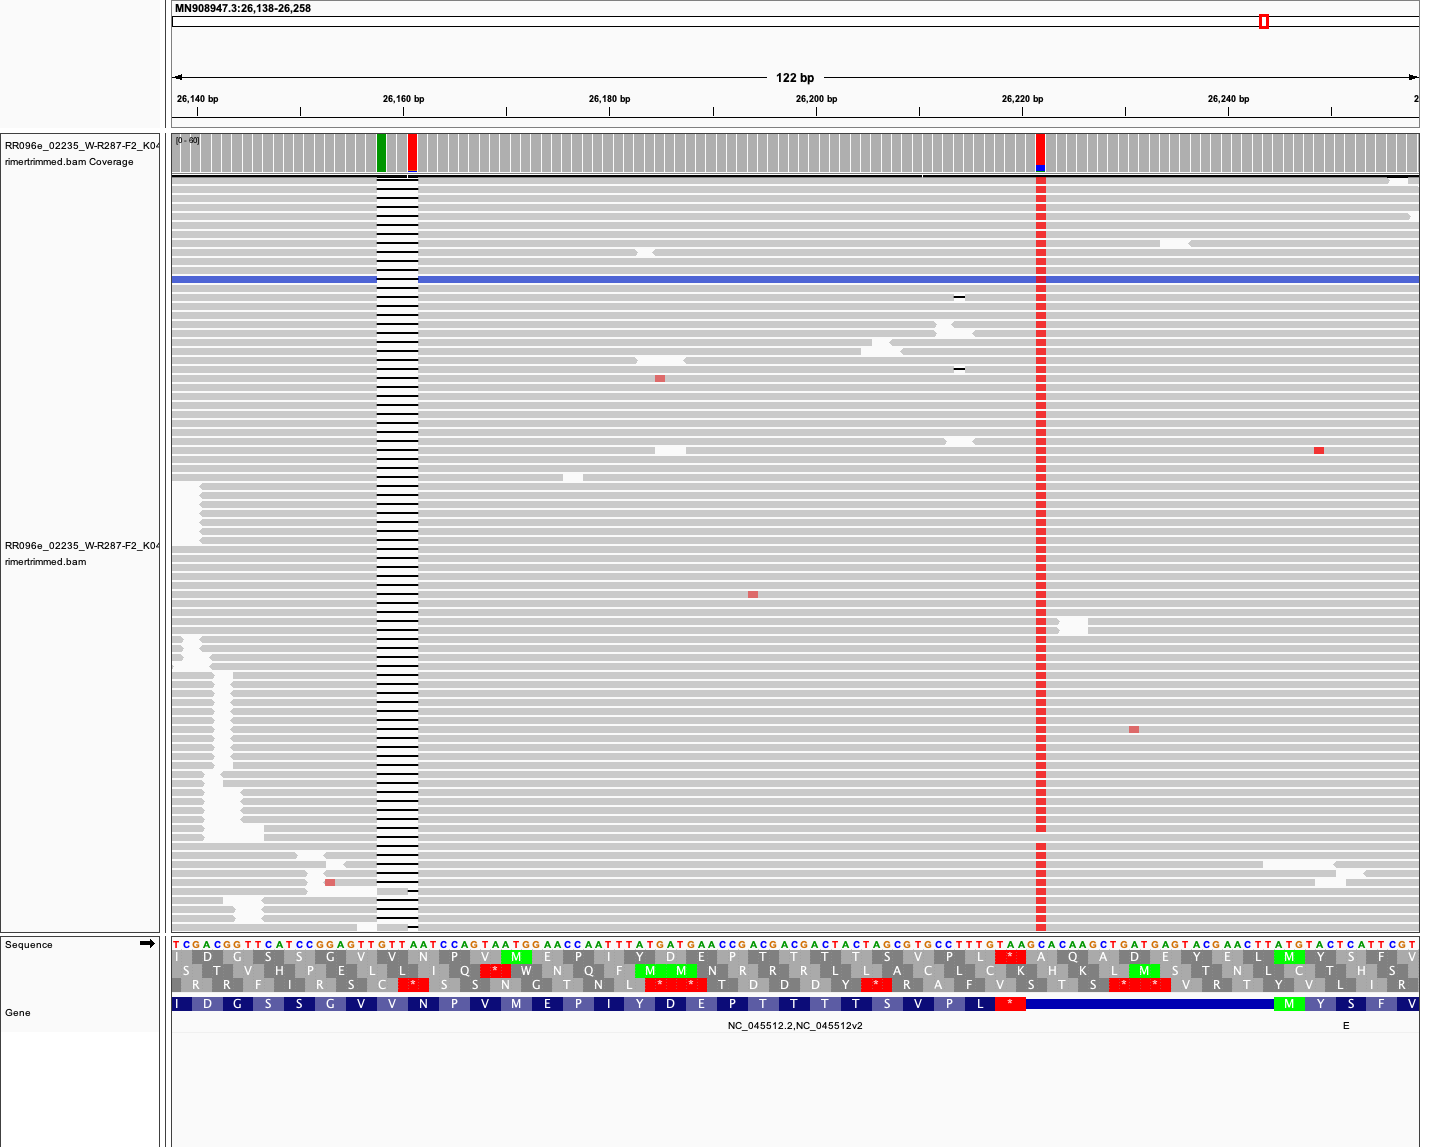 MN908947.3:26,138-26,258
122 bp
26,140 bp 26,160 bp 26,180 bp 26,200 bp 26,220 bp 26,240 bp 2
RR096e_02235_W-R287-F2_K04
rimertrimmed.bam Coverage
[0 - 60]
RR096e_02235_W-R287-F2_K04
rimertrimmed.bam
Sequence
TCGACGGTTCATCCGGAGTTGTTAATCCAGTAATGGAACCAATTTATGATGAACCGACGACGACTACTAGCGTGCCTTTGTAAGCACAAGCTGATGAGTACGAACTTATGTACTCATTCGT
I D G S S G V V N P V M E P I Y D E P T T T T S V P L * A Q A D E Y E L M Y S F V
S T V H P E L L I Q * W N Q F M M N R R R L L A C L C K H K L M S T N L C T H S
R R F I R S C * S S N G T N L * * T D D D Y * R A F V S T S * * V R T Y V L I R
Gene
I D G S S G V V N P V M E P I Y D E P T T T T S V P L * M Y S F V
NC_045512.2,NC_045512v2 E